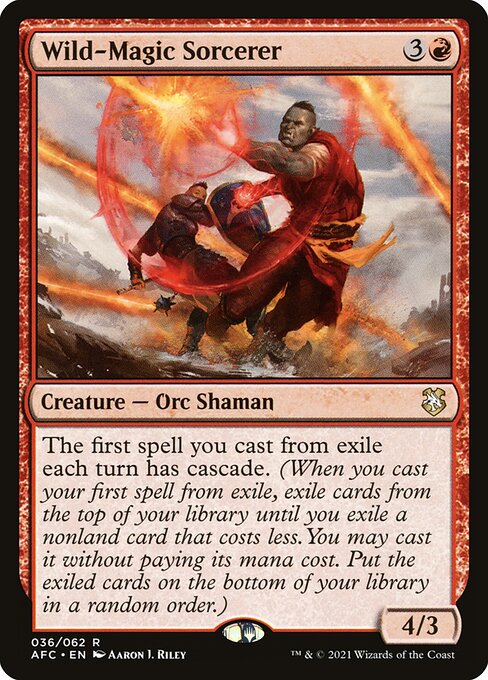 Wild-Magic Sorcerer 3
Creature — Orc Shaman
The first spell you cast from exile
each turn has cascade. (When you cast
your first spell from exile, exile cards from
the top of your library until you exile a
nonland card that costs less. You may cast
it without paying its mana cost. Put the
exiled cards on the bottom of your library
in a random order.)
4/3
036/062 R
AFC • EN Aaron J. Riley
™ & © 2021 Wizards of the Coast